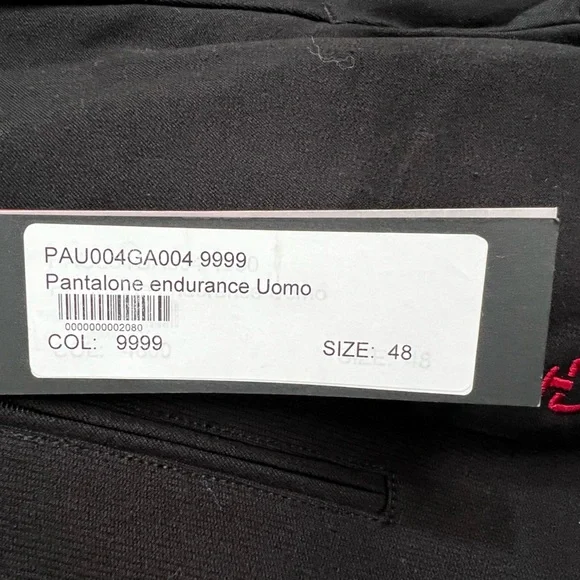 PAU004GA004 9999
Pantalone endurance Uomo
0000000002080
COL: 9999 SIZE: 48